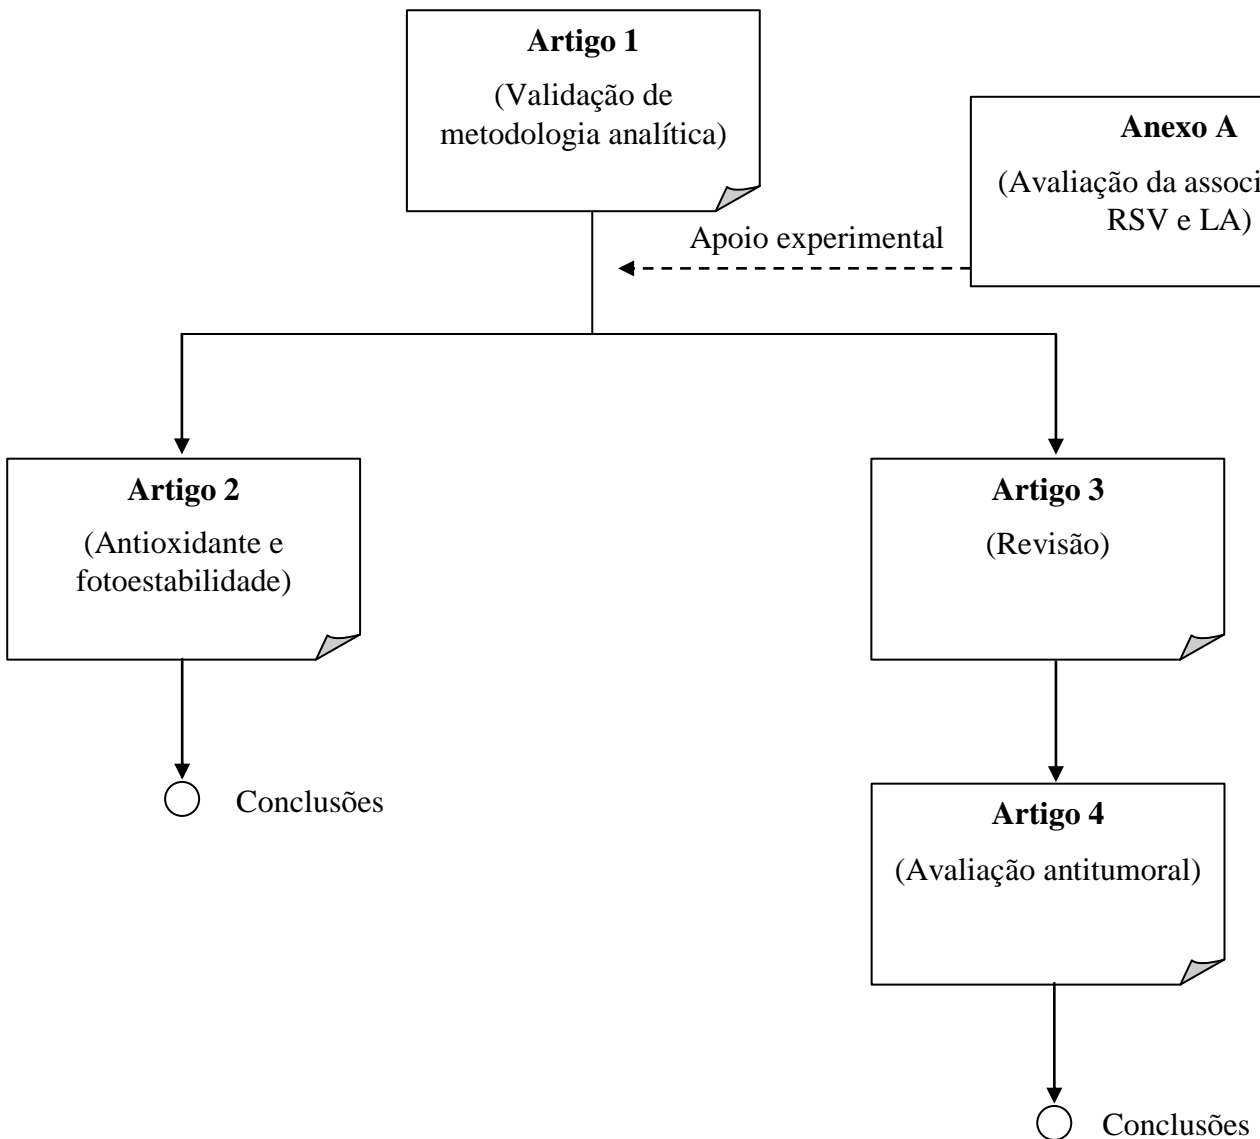 Artigo 1
(Validação de
metodologia analítica)
Anexo A
(Avaliação da
RSV e LA)
Apoio experimental
Artigo 2
(Antioxidante e
fotoestabilidade)
Artigo 3
(Revisão)
Conclusões
Artigo 4
(Avaliação antitumoral)
Conclusões